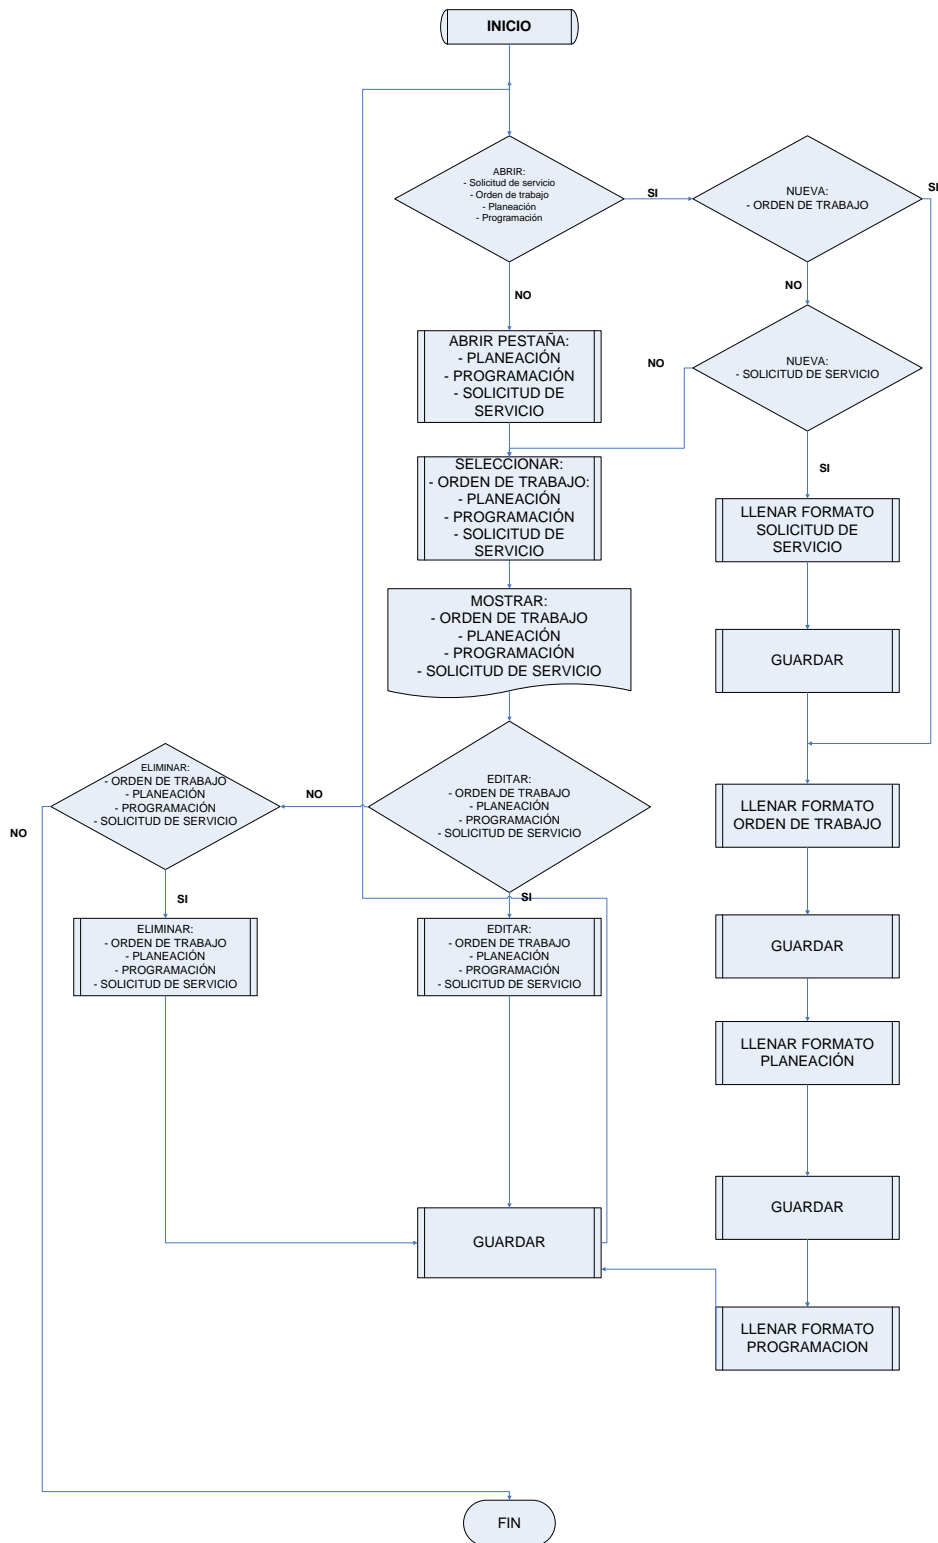 INICIO
ABRIR:
- Solicitud de servicio
- Orden de trabajo
- Planeación
- Programación
SI
NUEVA:
- ORDEN DE TRABAJO
SI
NO
NO
ABRIR PESTAÑA:
- PLANEACIÓN
- PROGRAMACIÓN
- SOLICITUD DE
SERVICIO
NO
NUEVA:
- SOLICITUD DE SERVICIO
SELECCIONAR:
- ORDEN DE TRABAJO:
- PLANEACIÓN
- PROGRAMACIÓN
- SOLICITUD DE
SERVICIO
SI
LLENAR FORMATO
SOLICITUD DE
SERVICIO
MOSTRAR:
- ORDEN DE TRABAJO
- PLANEACIÓN
- PROGRAMACIÓN
- SOLICITUD DE SERVICIO
GUARDAR
ELIMINAR:
- ORDEN DE TRABAJO
- PLANEACIÓN
- PROGRAMACIÓN
- SOLICITUD DE SERVICIO
NO
NO
EDITAR:
- ORDEN DE TRABAJO
- PLANEACIÓN
- PROGRAMACIÓN
- SOLICITUD DE SERVICIO
LLENAR FORMATO
ORDEN DE TRABAJO
SI
SI
ELIMINAR:
- ORDEN DE TRABAJO
- PLANEACIÓN
- PROGRAMACIÓN
- SOLICITUD DE SERVICIO
EDITAR:
- ORDEN DE TRABAJO
- PLANEACIÓN
- PROGRAMACIÓN
- SOLICITUD DE SERVICIO
GUARDAR
LLENAR FORMATO
PLANEACIÓN
GUARDAR
GUARDAR
LLENAR FORMATO
PROGRAMACION
FIN